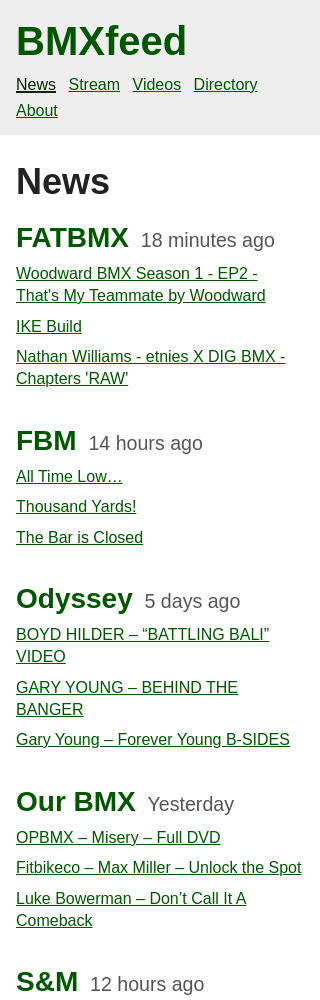 BMXfeed
News Stream Videos Directory
About
News
FATBMX 18 minutes ago
Woodward BMX Season 1 - EP2 -
That's My Teammate by Woodward
IKE Build
Nathan Williams - etnies X DIG BMX -
Chapters 'RAW'
FBM 14 hours ago
All Time Low…
Thousand Yards!
The Bar is Closed
Odyssey 5 days ago
BOYD HILDER – “BATTLING BALI”
VIDEO
GARY YOUNG – BEHIND THE
BANGER
Gary Young – Forever Young B-SIDES
Our BMX Yesterday
OPBMX – Misery – Full DVD
Fitbikeco – Max Miller – Unlock the Spot
Luke Bowerman – Don’t Call It A
Comeback
S&M 12 hours ago